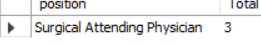 position Total
Surgical Attending Physician 3